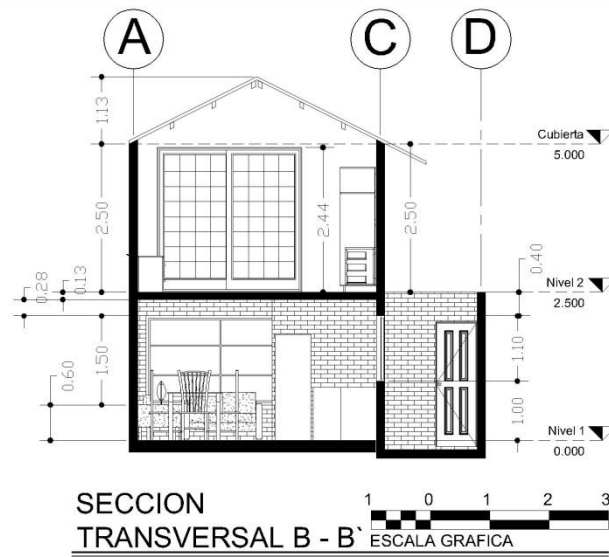 A C D
1.13
Cubierta
5.000
2.50
2.44
2.50
0.40
0.28
0.13
Nivel 2
2.500
1.50
1.10
0.60
1.00
Nivel 1
0.000
SECCION
TRANSVERSAL B - B`
1 0 1 2 3
ESCALA GRAFICA